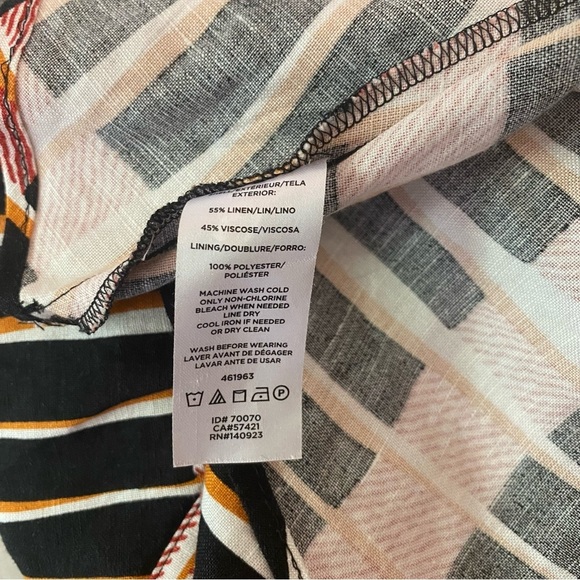 EXTÉRIEUR/TELA
EXTERIOR:
55% LINEN/LIN/LINO
45% VISCOSE/VISCOSA
LINING/DOUBLURE/FORRO:
100% POLYESTER/
POLIÉSTER
MACHINE WASH COLD
ONLY NON-CHLORINE
BLEACH WHEN NEEDED
LINE DRY
COOL IRON IF NEEDED
OR DRY CLEAN
WASH BEFORE WEARING
LAVER AVANT DE DÉGAGER
LAVAR ANTE DE USAR
461963
ID# 70070
CA#57421
RN#140923